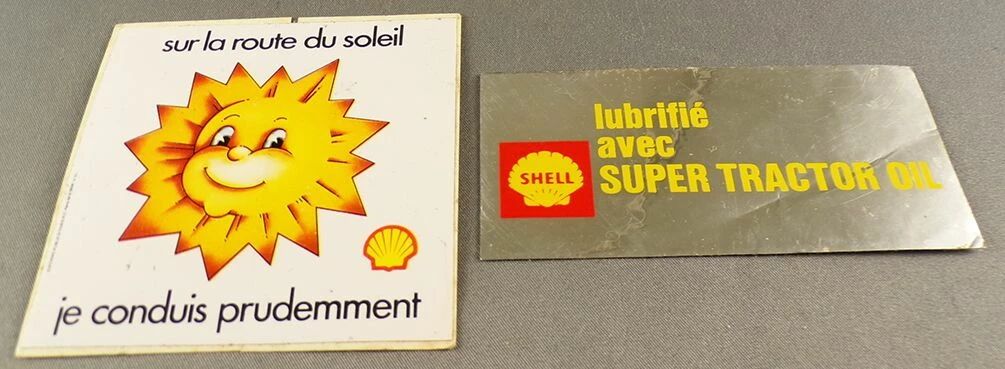 sur la route du soleil
je conduis prudemment
lubrifié
avec
SUPER TRACTOR OIL
SHELL